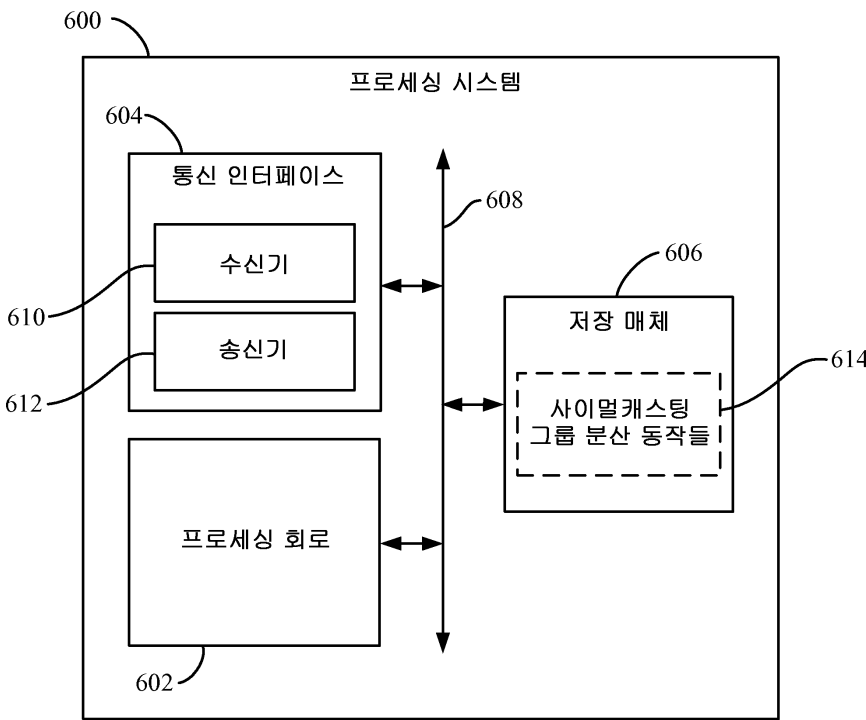 600
프로세싱 시스템
604
통신 인터페이스
608
수신기
606
610
저장 매체
송신기
614
612
사이멀캐스팅
그룹 분산 동작들
프로세싱 회로
602